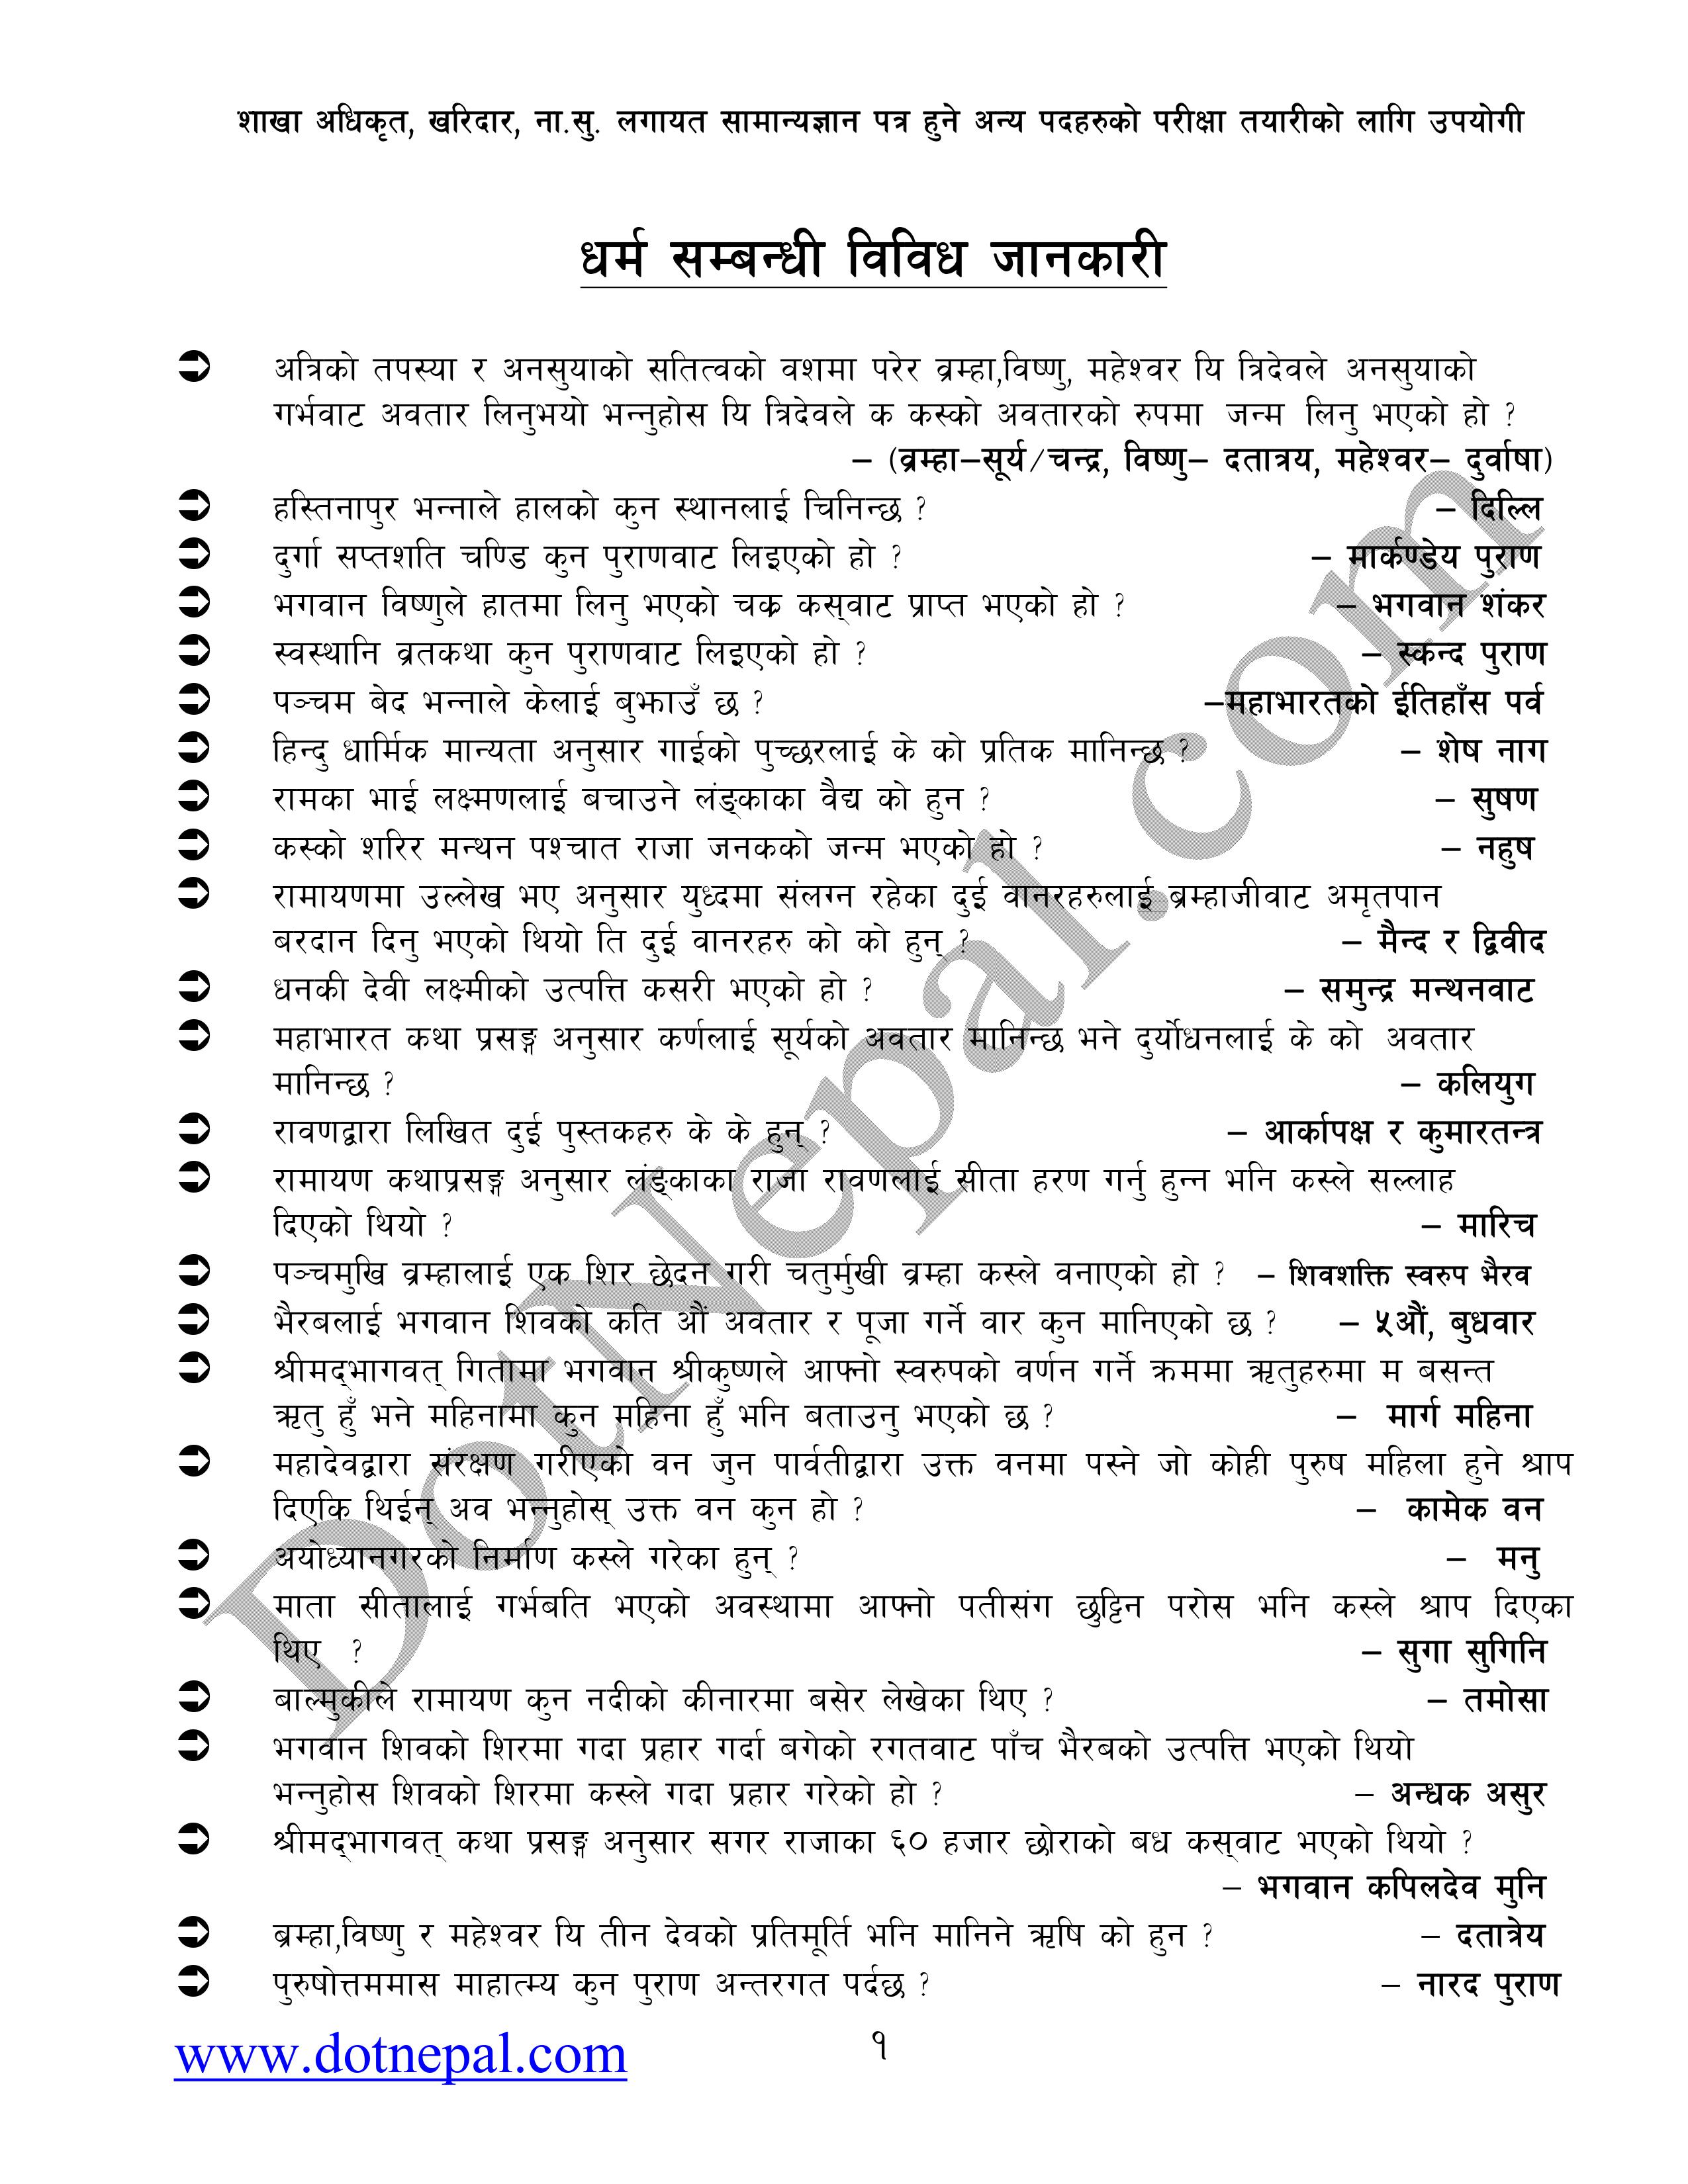 शाखा अधिकृत, खरिदार, ना.सु. लगायत सामान्यज्ञान पत्र हुने अन्य पदहरुको परीक्षा तयारीको लागि उपयोगी
धर्म सम्बन्धी विविध जानकारी
अत्रिको तपस्या र अनसुयाको सतित्वको वशमा परेर ब्रम्हा,विष्णु, महेश्वर यि त्रिदेवले अनसुयाको
गर्भवाट अवतार लिनुभयो भन्नुहोस यि त्रिदेवले क कस्को अवतारको रुपमा जन्म लिनु भएको हो ?
– (ब्रम्हा–सूर्य/चन्द्र, विष्णु– दतात्रय, महेश्वर– दुर्वाषा)
हस्तिनापुर भन्नाले हालको कुन स्थानलाई चिनिन्छ ? – दिल्लि
दुर्गा सप्तशति चण्डि कुन पुराणवाट लिइएको हो ? – मार्कण्डेय पुराण
भगवान विष्णुले हातमा लिनु भएको चक्र कस्वाट प्राप्त भएको हो ? – भगवान शंकर
स्वस्थानि व्रतकथा कुन पुराणवाट लिइएको हो ? – स्कन्द पुराण
पञ्चम बेद भन्नाले केलाई बुझाउँ छ ? –महाभारतको ईतिहाँस पर्व
हिन्दु धार्मिक मान्यता अनुसार गाईको पुच्छरलाई के को प्रतिक मानिन्छ ? – शेष नाग
रामका भाई लक्ष्मणलाई बचाउने लंङ्काका वैद्य को हुन ? – सुषण
कस्को शरिर मन्थन पश्चात राजा जनकको जन्म भएको हो ? – नहुष
रामायणमा उल्लेख भए अनुसार युध्दमा संलग्न रहेका दुई वानरहरुलाई ब्रम्हाजीवाट अमृतपान
बरदान दिनु भएको थियो ति दुई वानरहरु को को हुन् ? – मैन्द र द्विवीद
धनकी देवी लक्ष्मीको उत्पत्ति कसरी भएको हो ? – समुन्द्र मन्थनवाट
महाभारत कथा प्रसङ्ग अनुसार कर्णलाई सूर्यको अवतार मानिन्छ भने दुर्योधनलाई के को अवतार
मानिन्छ ? – कलियुग
रावणद्वारा लिखित दुई पुस्तकहरु के के हुन् ? – आर्कापक्ष र कुमारतन्त्र
रामायण कथाप्रसङ्ग अनुसार लंङ्काका राजा रावणलाई सीता हरण गर्नु हुन्न भनि कस्ले सल्लाह
दिएको थियो ? – मारिच
पञ्चमुखि ब्रम्हालाई एक शिर छेदन गरी चतुर्मुखी ब्रम्हा कस्ले वनाएको हो ? – शिवशक्ति स्वरुप भैरव
भैरबलाई भगवान शिवको कति औं अवतार र पूजा गर्ने वार कुन मानिएको छ ? – ५औं, बुधवार
श्रीमद्भागवत् गितामा भगवान श्रीकृष्णले आफ्नो स्वरुपको वर्णन गर्ने क्रममा ऋतुहरुमा म बसन्त
ऋतु हुँ भने महिनामा कुन महिना हुँ भनि बताउनु भएको छ ? – मार्ग महिना
महादेवद्वारा संरक्षण गरीएको वन जुन पार्वतीद्वारा उक्त वनमा पस्ने जो कोही पुरुष महिला हुने श्राप
दिएकि थिईन् अव भन्नुहोस् उक्त वन कुन हो ? – कामेक वन
अयोध्यानगरको निर्माण कस्ले गरेका हुन् ? – मनु
माता सीतालाई गर्भबति भएको अवस्थामा आफ्नो पतीसंग छुट्टिन परोस भनि कस्ले श्राप दिएका
थिए ? – सुगा सुगिनि
बाल्मुकीले रामायण कुन नदीको कीनारमा बसेर लेखेका थिए ? – तमोसा
भगवान शिवको शिरमा गदा प्रहार गर्दा बगेको रगतवाट पाँच भैरबको उत्पत्ति भएको थियो
भन्नुहोस शिवको शिरमा कस्ले गदा प्रहार गरेको हो ? – अन्धक असुर
श्रीमद्भागवत् कथा प्रसङ्ग अनुसार सगर राजाका ६० हजार छोराको बध कस्वाट भएको थियो ?
– भगवान कपिलदेव मुनि
ब्रम्हा,विष्णु र महेश्वर यि तीन देवको प्रतिमूर्ति भनि मानिने ऋषि को हुन ? – दतात्रेय
पुरुषोत्तममास माहात्म्य कुन पुराण अन्तरगत पर्दछ ? – नारद पुराण
www.dotnepal.com १
DotNepal.com